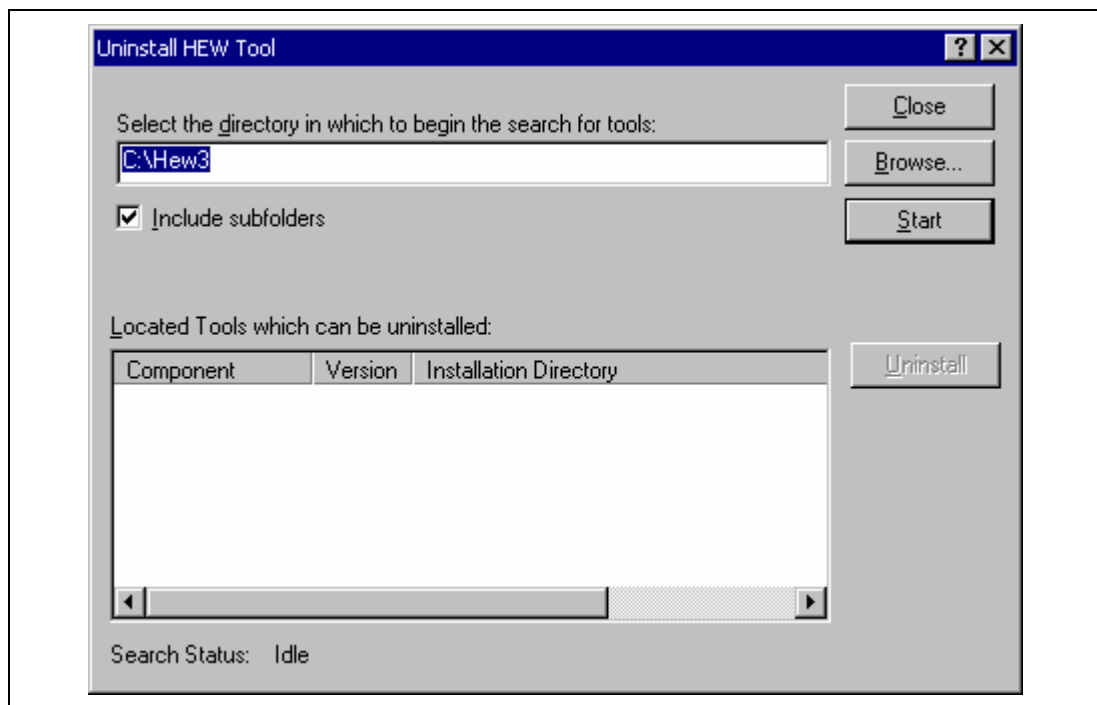 Uninstall HEW Tool
Close
Select the directory in which to begin the search for tools:
C:\Hew3
Browse...
Include subfolders
Start
Located Tools which can be uninstalled:
Component Version Installation Directory
Uninstall
Search Status: Idle